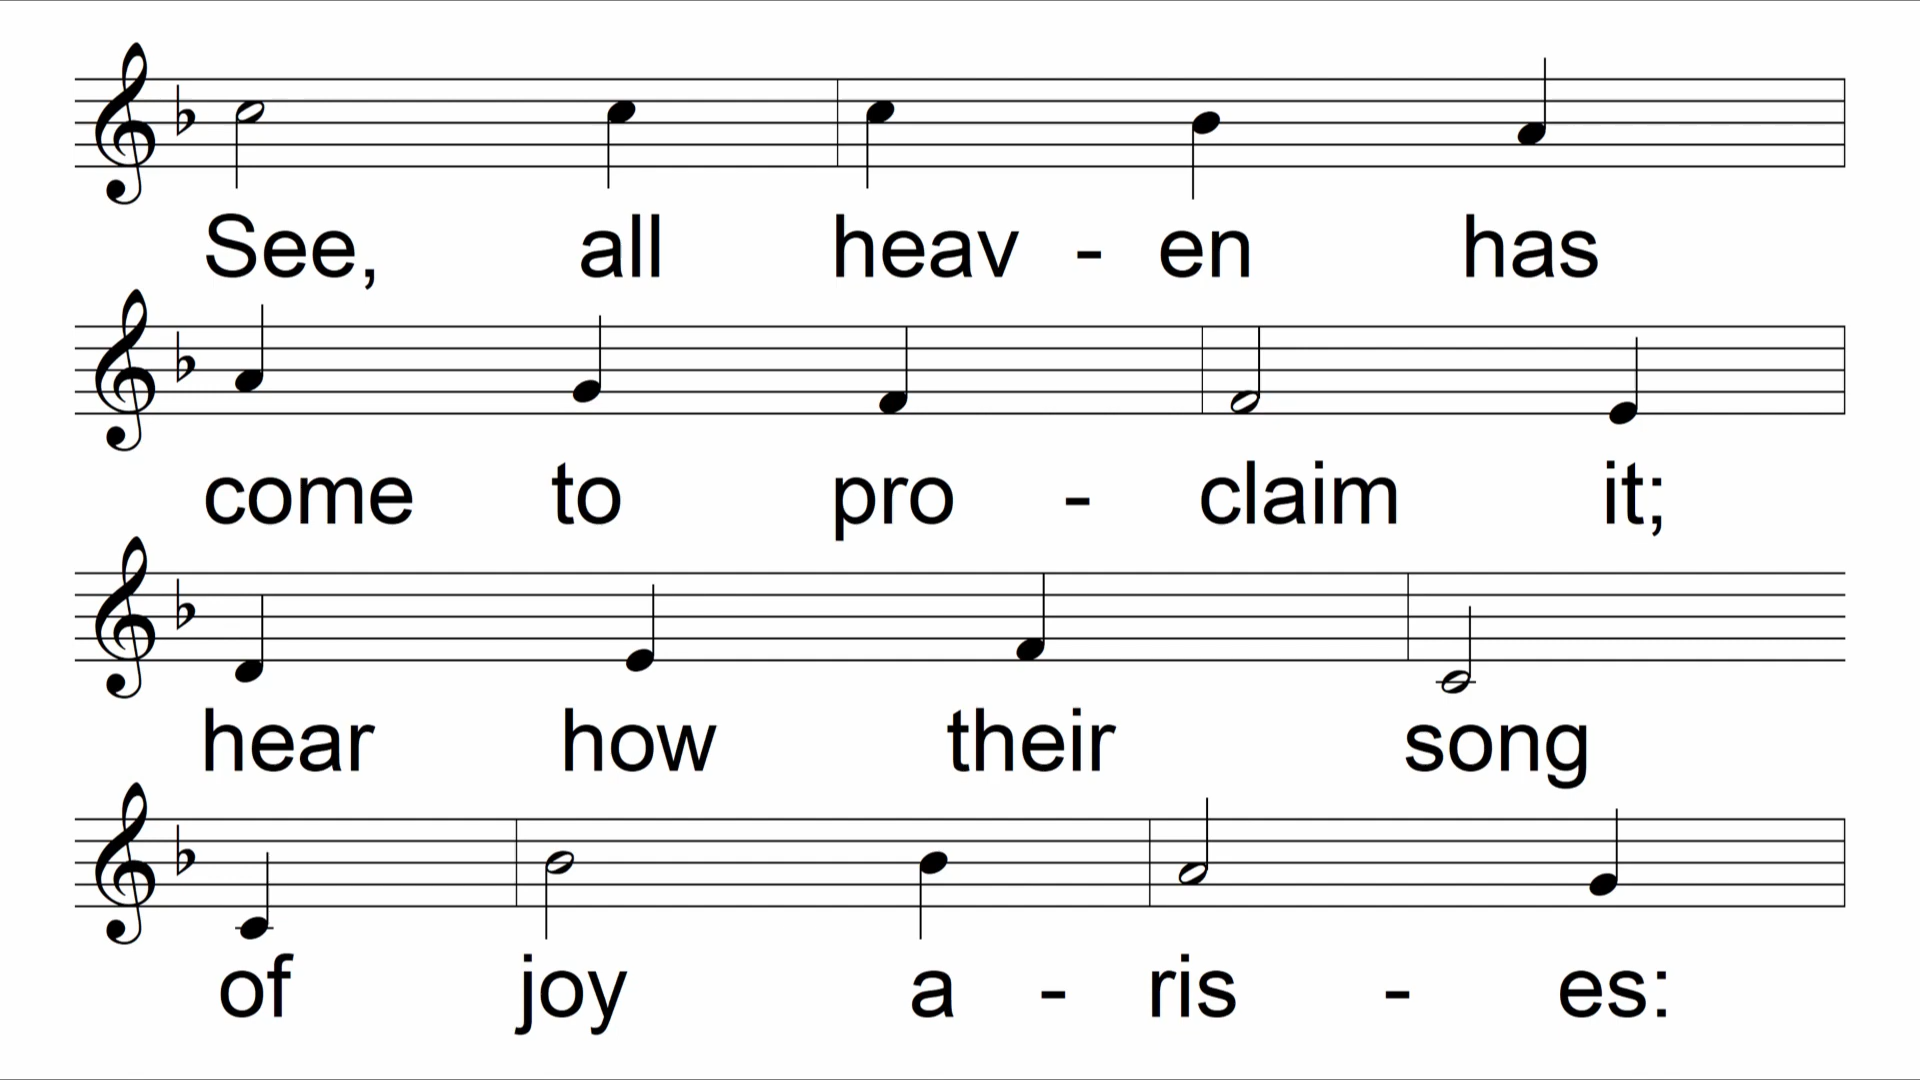 See, all heav - en has
come to pro - claim it;
hear how their song
of joy a - ris - es: